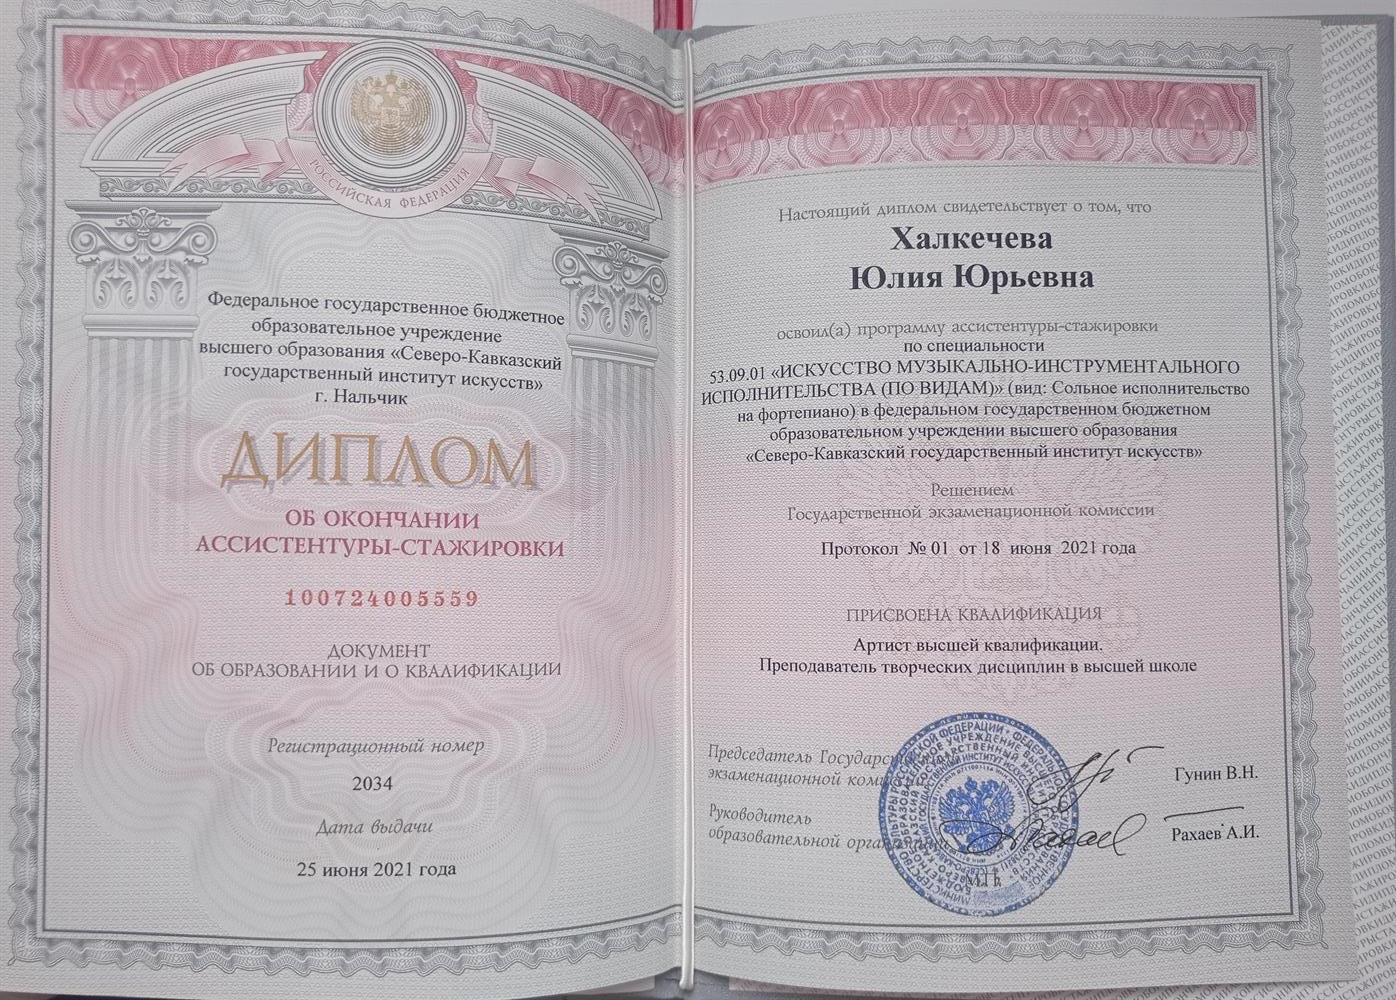 РОССИЙСКАЯ ФЕДЕРАЦИЯ
Федеральное государственное бюджетное
образовательное учреждение
высшего образования «Северо-Кавказский
государственный институт искусств»
г. Нальчик
ДИПЛОМ
ОБ ОКОНЧАНИИ
АССИСТЕНТУРЫ-СТАЖИРОВКИ
100724005559
ДОКУМЕНТ
ОБ ОБРАЗОВАНИИ И О КВАЛИФИКАЦИИ
Регистрационный номер
2034
Дата выдачи
25 июня 2021 года
Настоящий диплом свидетельствует о том, что
Халкечева
Юлия Юрьевна
освоил(а) программу ассистентуры-стажировки
по специальности
53.09.01 «ИСКУССТВО МУЗЫКАЛЬНО-ИНСТРУМЕНТАЛЬНОГО
ИСПОЛНИТЕЛЬСТВА (ПО ВИДАМ)» (вид: Сольное исполнительство
на фортепиано) в федеральном государственном бюджетном
образовательном учреждении высшего образования
«Северо-Кавказский государственный институт искусств»
Решением
Государственной экзаменационной комиссии
Протокол № 01 от 18 июня 2021 года
ПРИСВОЕНА КВАЛИФИКАЦИЯ
Артист высшей квалификации.
Преподаватель творческих дисциплин в высшей школе
Председатель Государственной
экзаменационной комиссии
Гунин В.Н.
Руководитель
образовательной организации
Рахаев А.И.
М.П.